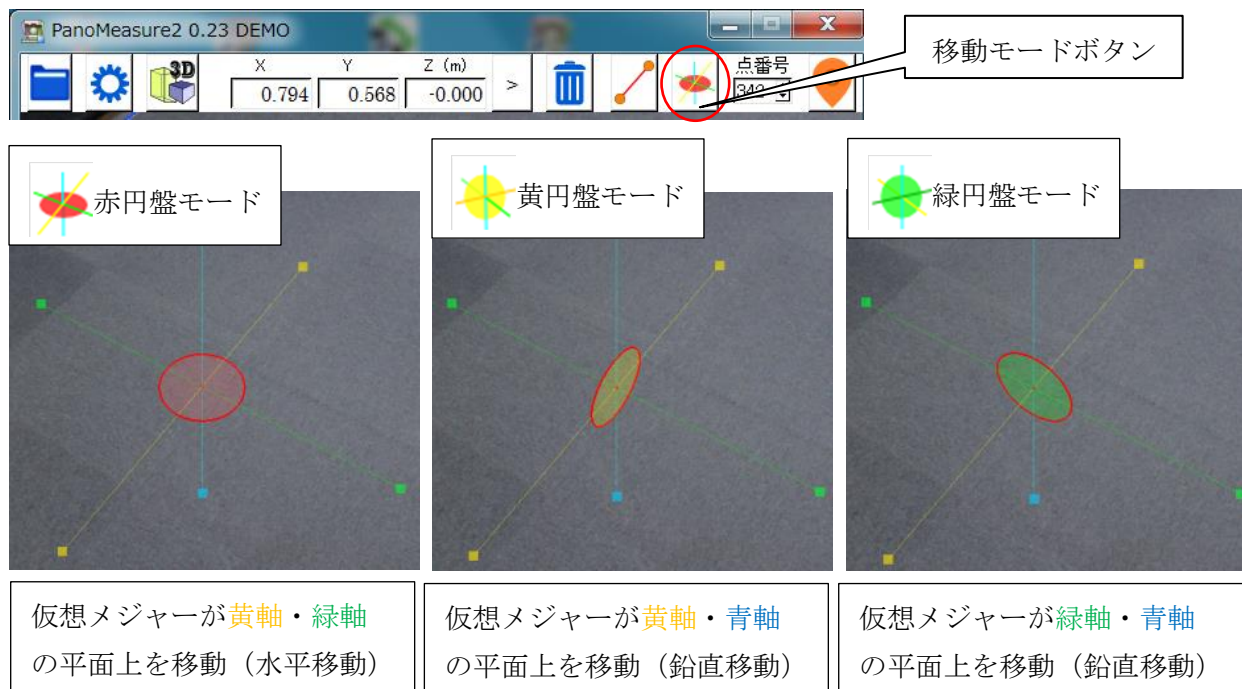 PanoMeasure2 0.23 DEMO
移動モードボタン
3D
X Y Z (m)
点番号
0.794 0.568 -0.000 > 342
赤円盤モード
黄円盤モード
緑円盤モード
仮想メジャーが黄軸・緑軸
の平面上を移動（水平移動）
仮想メジャーが黄軸・青軸
の平面上を移動（鉛直移動）
仮想メジャーが緑軸・青軸
の平面上を移動（鉛直移動）